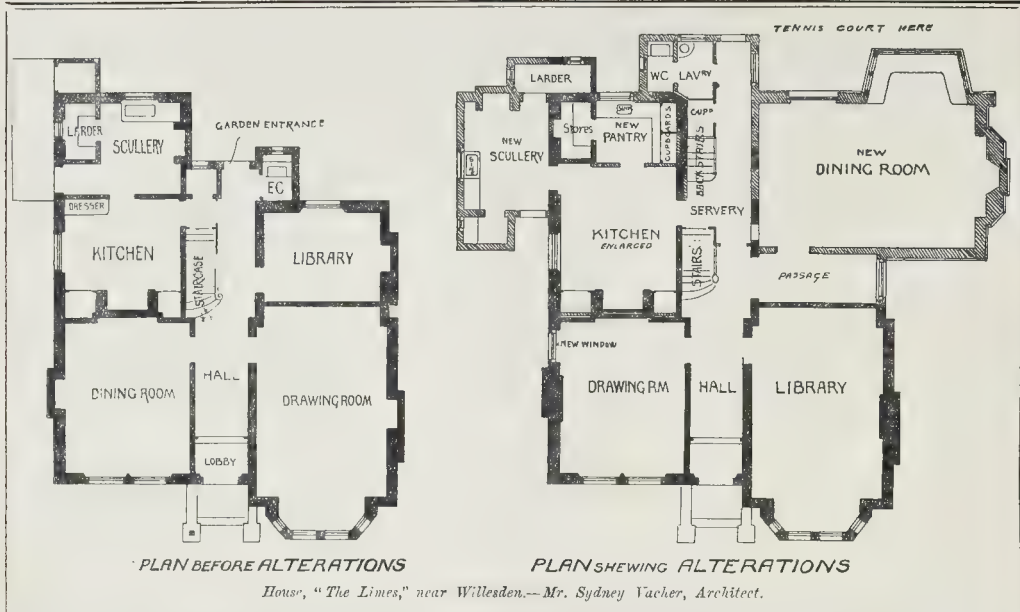 LARDER
SCULLERY
GARDEN ENTRANCE
EC
DRESSER
KITCHEN
STAIRCASE
LIBRARY
DINING ROOM
HALL
DRAWING ROOM
LOBBY
PLAN BEFORE ALTERATIONS
TENNIS COURT HERE
LARDER
WC
LAVRY
CUPD
NEW
SCULLERY
Stores
SINK
NEW
PANTRY
CUPBOARDS
BACK STAIRS
NEW
DINING ROOM
SERVERY
KITCHEN
ENLARGED
STAIRS
PASSAGE
NEW WINDOW
DRAWING RM
HALL
LIBRARY
PLAN SHEWING ALTERATIONS
House, "The Limes," near Willesden.—Mr. Sydney Vacher, Architect.